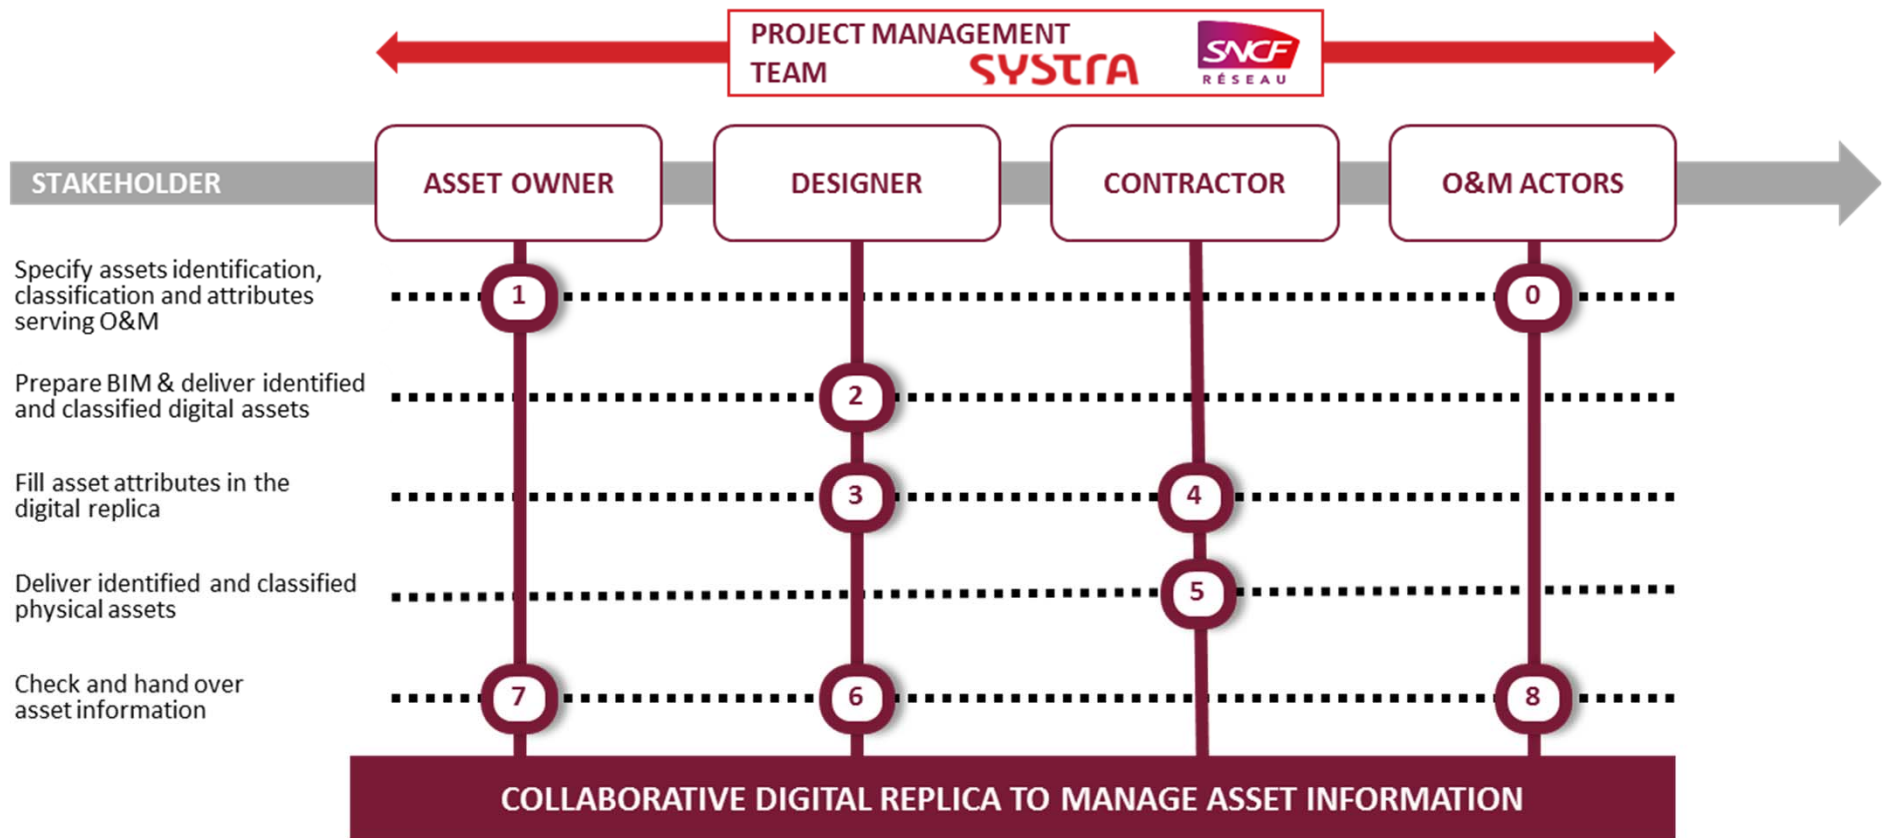 PROJECT MANAGEMENT
TEAM
SYSTRA
SNCF
RÉSEAU
STAKEHOLDER
ASSET OWNER
DESIGNER
CONTRACTOR
O&M ACTORS
Specify assets identification,
classification and attributes
serving O&M
1
0
Prepare BIM & deliver identified
and classified digital assets
2
Fill asset attributes in the
digital replica
3
4
Deliver identified and classified
physical assets
5
Check and hand over
asset information
7
6
8
COLLABORATIVE DIGITAL REPLICA TO MANAGE ASSET INFORMATION